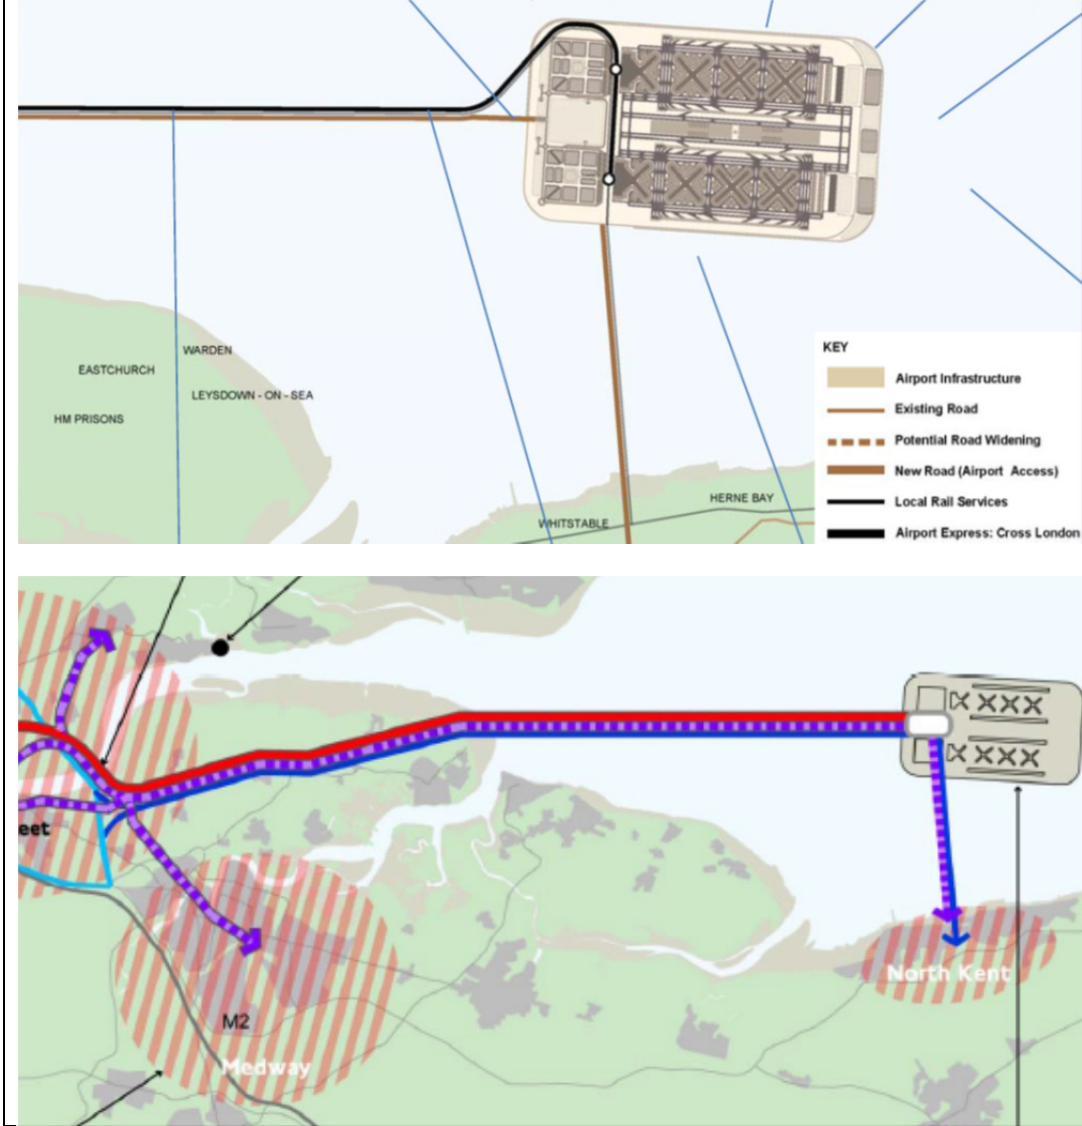 WARDEN
EASTCHURCH
LEYSDOWN - ON - SEA
HM PRISONS
HERNE BAY
WHITSTABLE
KEY
Airport Infrastructure
Existing Road
Potential Road Widening
New Road (Airport Access)
Local Rail Services
Airport Express: Cross London
eet
North Kent
M2
Medway